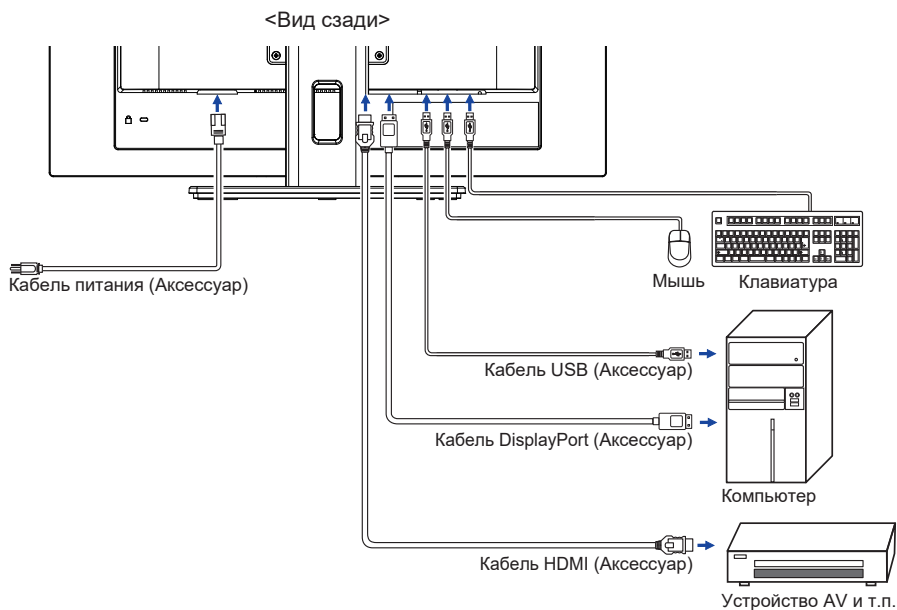 <Вид сзади>
Кабель питания (Аксессуар)
Мышь
Клавиатура
Кабель USB (Аксессуар)
Кабель DisplayPort (Аксессуар)
Компьютер
Кабель HDMI (Аксессуар)
Устройство AV и т.п.